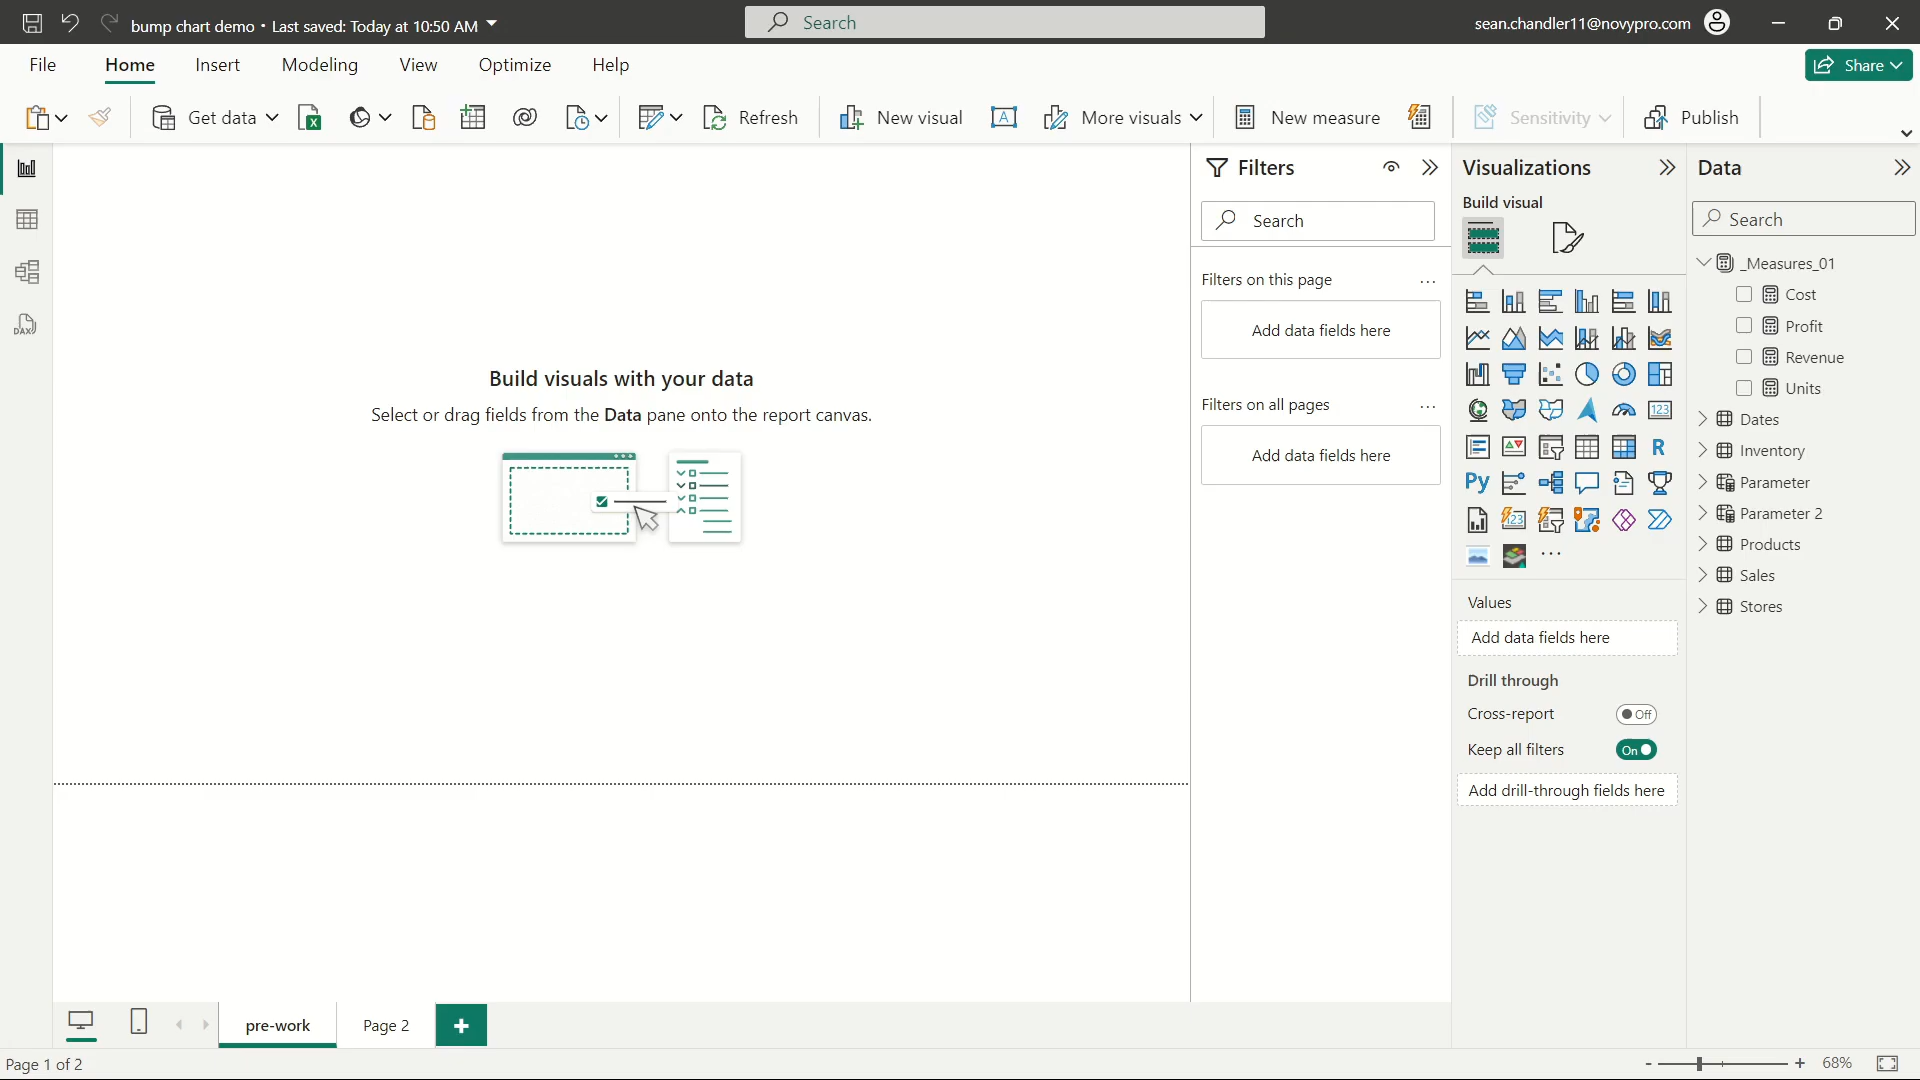 bump chart demo • Last saved: Today at 10:50 AM
Search
sean.chandler11@novypro.com
File
Home
Insert
Modeling
View
Optimize
Help
Share
Get data
Refresh
New visual
More visuals
New measure
Sensitivity
Publish
Filters
Search
Filters on this page
Add data fields here
Filters on all pages
Add data fields here
Visualizations
Build visual
123
R
Py
123
Values
Add data fields here
Drill through
Cross-report
Off
Keep all filters
On
Add drill-through fields here
Data
Search
_Measures_01
Cost
Profit
Revenue
Units
Dates
Inventory
Parameter
Parameter 2
Products
Sales
Stores
DAX
Build visuals with your data
Select or drag fields from the Data pane onto the report canvas.
pre-work
Page 2
Page 1 of 2
68%